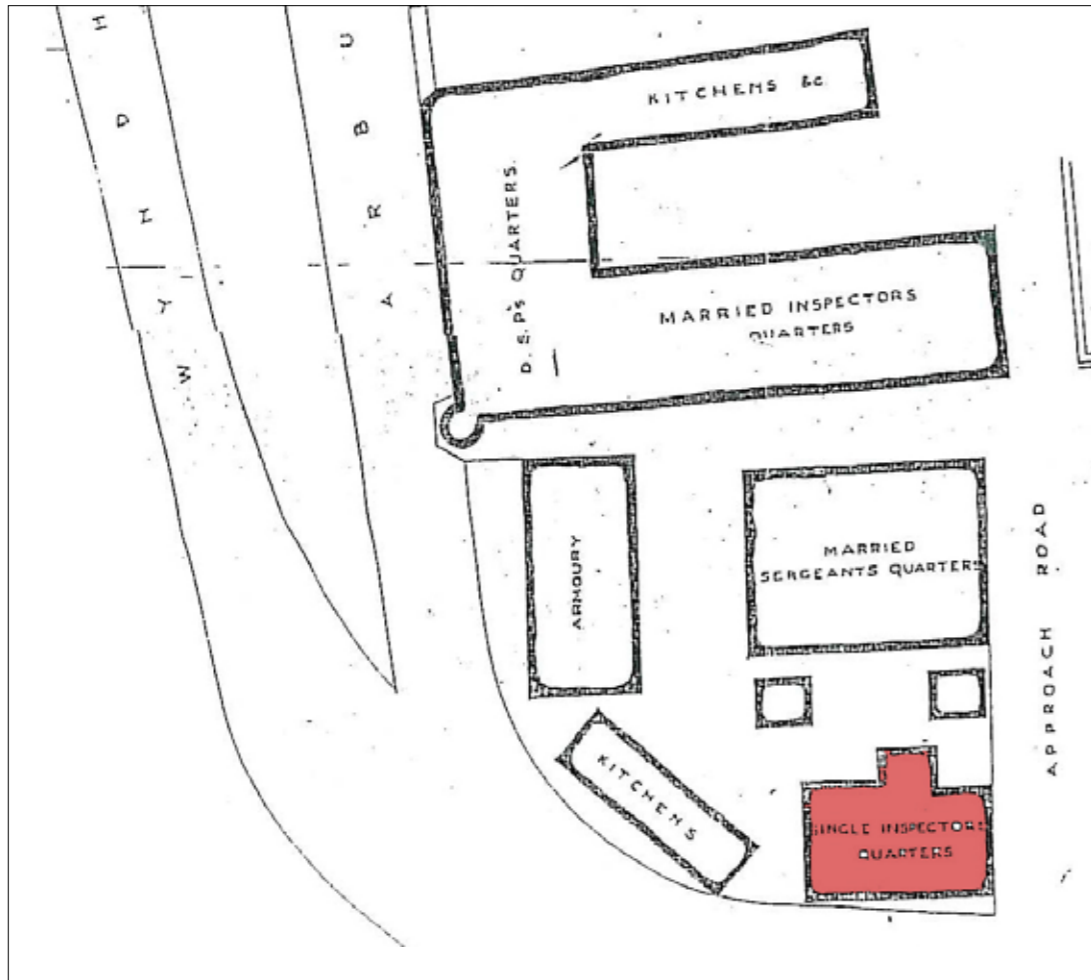 W Y N D H
A R B U
KITCHENS &C
D.S.P'S QUARTERS.
MARRIED INSPECTORS
QUARTERS
ARMOURY
MARRIED
SERGEANTS QUARTERS
APPROACH ROAD
KITCHENS
SINGLE INSPECTORS
QUARTERS